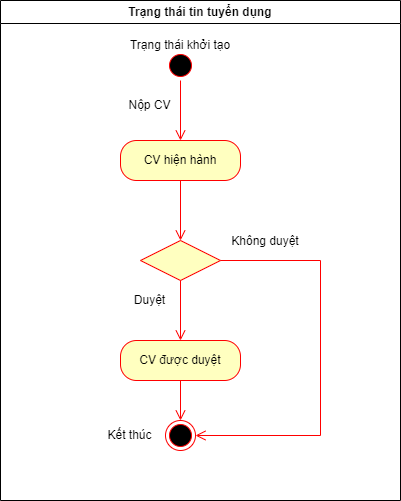 Trạng thái tin tuyển dụng
Trạng thái khởi tạo
Nộp CV
CV hiện hành
Không duyệt
Duyệt
CV được duyệt
Kết thúc